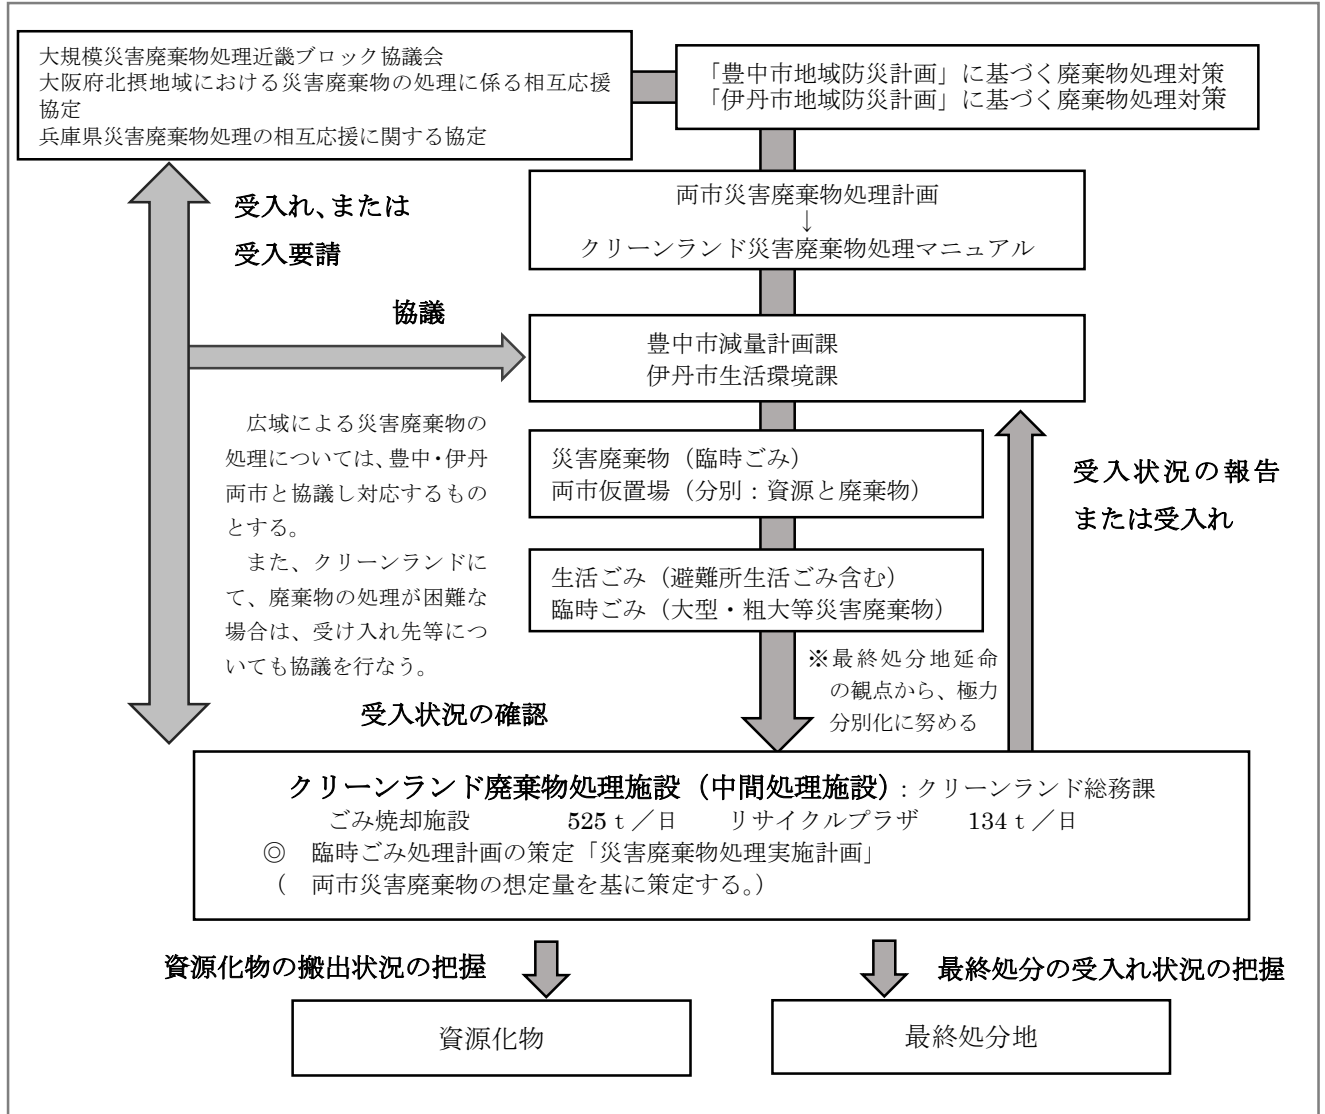 大規模災害廃棄物処理近畿ブロック協議会
大阪府北摂地域における災害廃棄物の処理に係る相互応援
協定
兵庫県災害廃棄物処理の相互応援に関する協定
「豊中市地域防災計画」に基づく廃棄物処理対策
「伊丹市地域防災計画」に基づく廃棄物処理対策
受入れ、または
受入要請
両市災害廃棄物処理計画
↓
クリーンランド災害廃棄物処理マニュアル
協議
豊中市減量計画課
伊丹市生活環境課
広域による災害廃棄物の
処理については、豊中・伊丹
両市と協議し対応するもの
とする。
また、クリーンランドに
て、廃棄物の処理が困難な
場合は、受け入れ先等につ
いても協議を行なう。
災害廃棄物（臨時ごみ）
両市仮置場（分別：資源と廃棄物）
受入状況の報告
または受入れ
生活ごみ（避難所生活ごみ含む）
臨時ごみ（大型・粗大等災害廃棄物）
※最終処分地延命
の観点から、極力
分別化に努める
受入状況の確認
クリーンランド廃棄物処理施設（中間処理施設）：クリーンランド総務課
ごみ焼却施設　525ｔ／日　リサイクルプラザ　134ｔ／日
◎　臨時ごみ処理計画の策定「災害廃棄物処理実施計画」
（　両市災害廃棄物の想定量を基に策定する。）
資源化物の搬出状況の把握
最終処分の受入れ状況の把握
資源化物
最終処分地